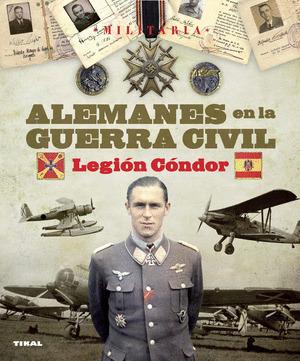 MILITARIA
ALEMANES en la
GUERRA CIVIL
Legión Cóndor
TIKAL